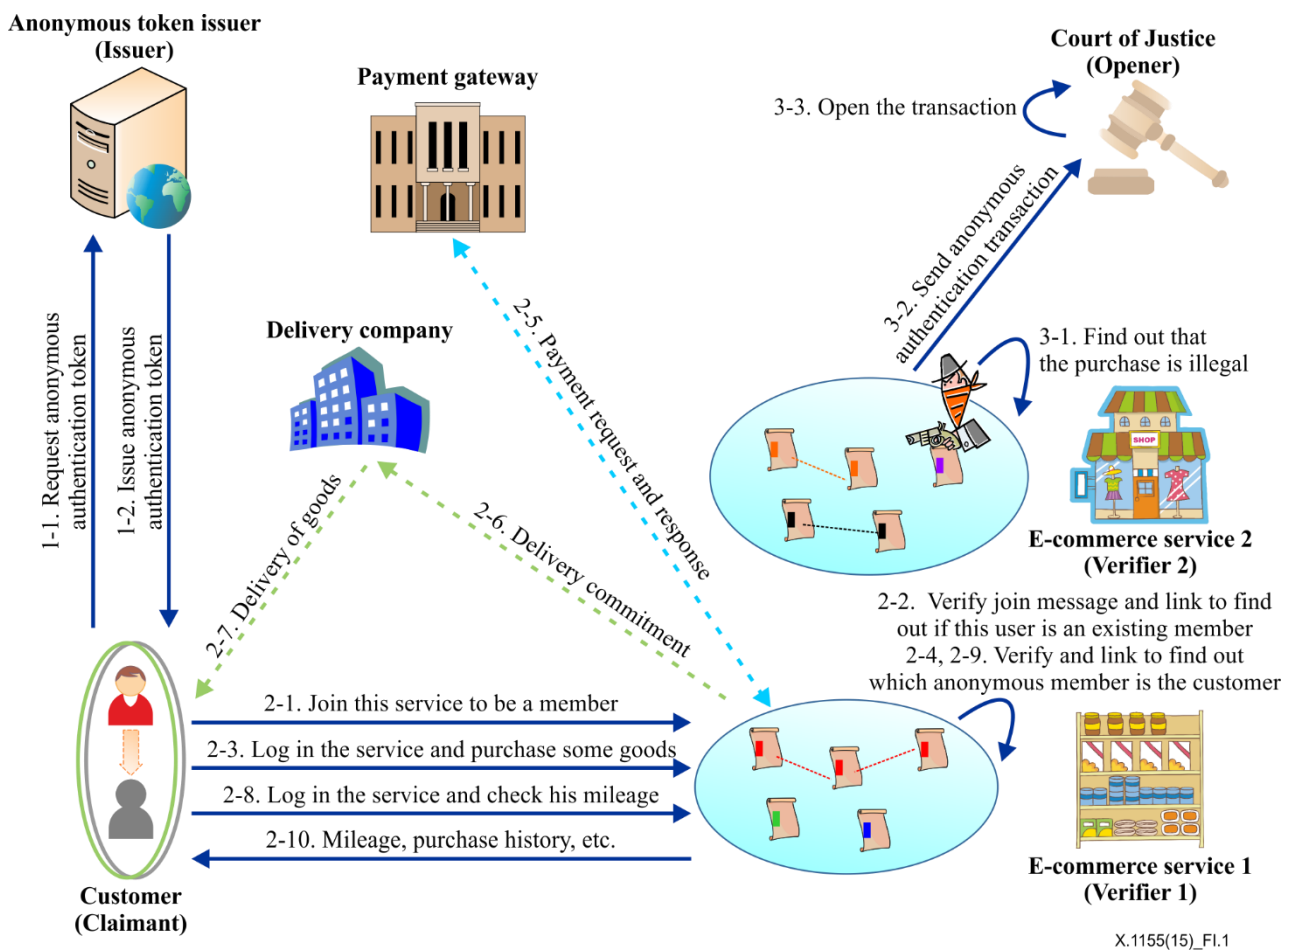 Anonymous token issuer
(Issuer)
Payment gateway
Court of Justice
(Opener)
3-3. Open the transaction
3-2. Send anonymous
authentication transaction
1-1. Request anonymous
authentication token
1-2. Issue anonymous
authentication token
Delivery company
2-5. Payment request and response
3-1. Find out that
the purchase is illegal
SHOP
E-commerce service 2
(Verifier 2)
2-7. Delivery of goods
2-6. Delivery commitment
2-2. Verify join message and link to find
out if this user is an existing member
2-4, 2-9. Verify and link to find out
which anonymous member is the customer
2-1. Join this service to be a member
2-3. Log in the service and purchase some goods
2-8. Log in the service and check his mileage
2-10. Mileage, purchase history, etc.
E-commerce service 1
(Verifier 1)
Customer
(Claimant)
X.1155(15)_FI.1